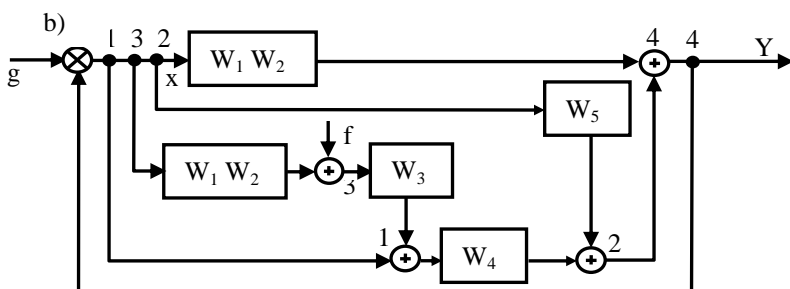 b)
1 3 2 4 4 Y
g x W₁ W₂ +
W₅
f
W₁ W₂ + 3 W₃
1 2
+ W₄ +